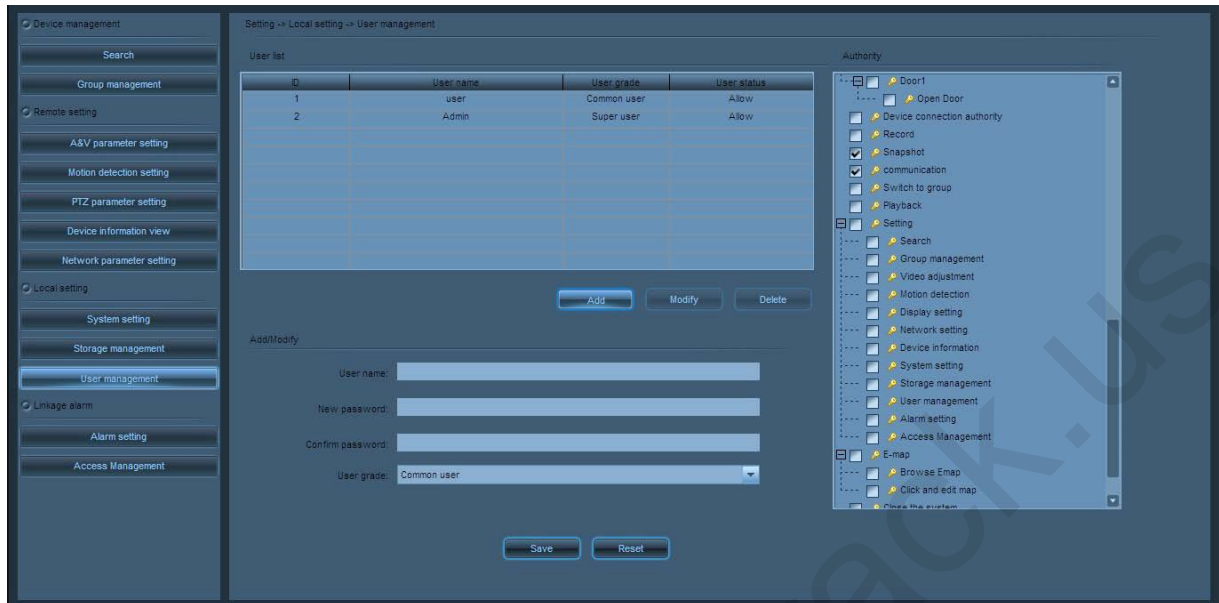 Device management
Search
Group management
Remote setting
A&V parameter setting
Motion detection setting
PTZ parameter setting
Device information view
Network parameter setting
Local setting
System setting
Storage management
User management
Linkage alarm
Alarm setting
Access Management
Setting -> Local setting -> User management
User list
ID User name User grade User status
1 user Common user Allow
2 Admin Super user Allow
Add Modify Delete
Add/Modify
User name:
New password:
Confirm password:
User grade: Common user
Save Reset
Authority
Door1
Open Door
Device connection authority
Record
Snapshot
communication
Switch to group
Playback
Setting
Search
Group management
Video adjustment
Motion detection
Display setting
Network setting
Device information
System setting
Storage management
User management
Alarm setting
Access Management
E-map
Browse Emap
Click and edit map
Close the system
ack.us